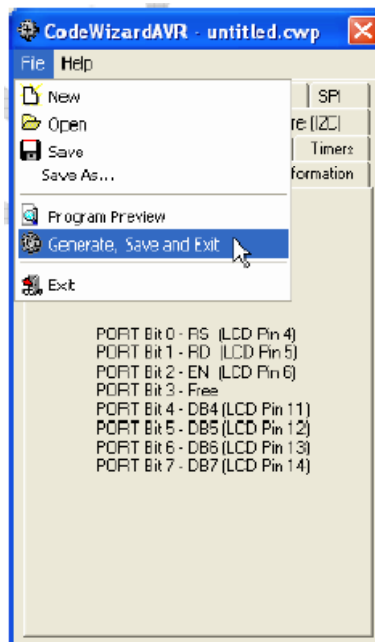 CodeWizardAVR - untitled.cwp
File Help
New
SPI
Open
re (I2C)
Save
Timers
Save As...
formation
Program Preview
Generate, Save and Exit
Exit
PORT Bit 0 - RS (LCD Pin 4)
PORT Bit 1 - RD (LCD Pin 5)
PORT Bit 2 - EN (LCD Pin 6)
PORT Bit 3 - Free
PORT Bit 4 - DB4 (LCD Pin 11)
PORT Bit 5 - DB5 (LCD Pin 12)
PORT Bit 6 - DB6 (LCD Pin 13)
PORT Bit 7 - DB7 (LCD Pin 14)